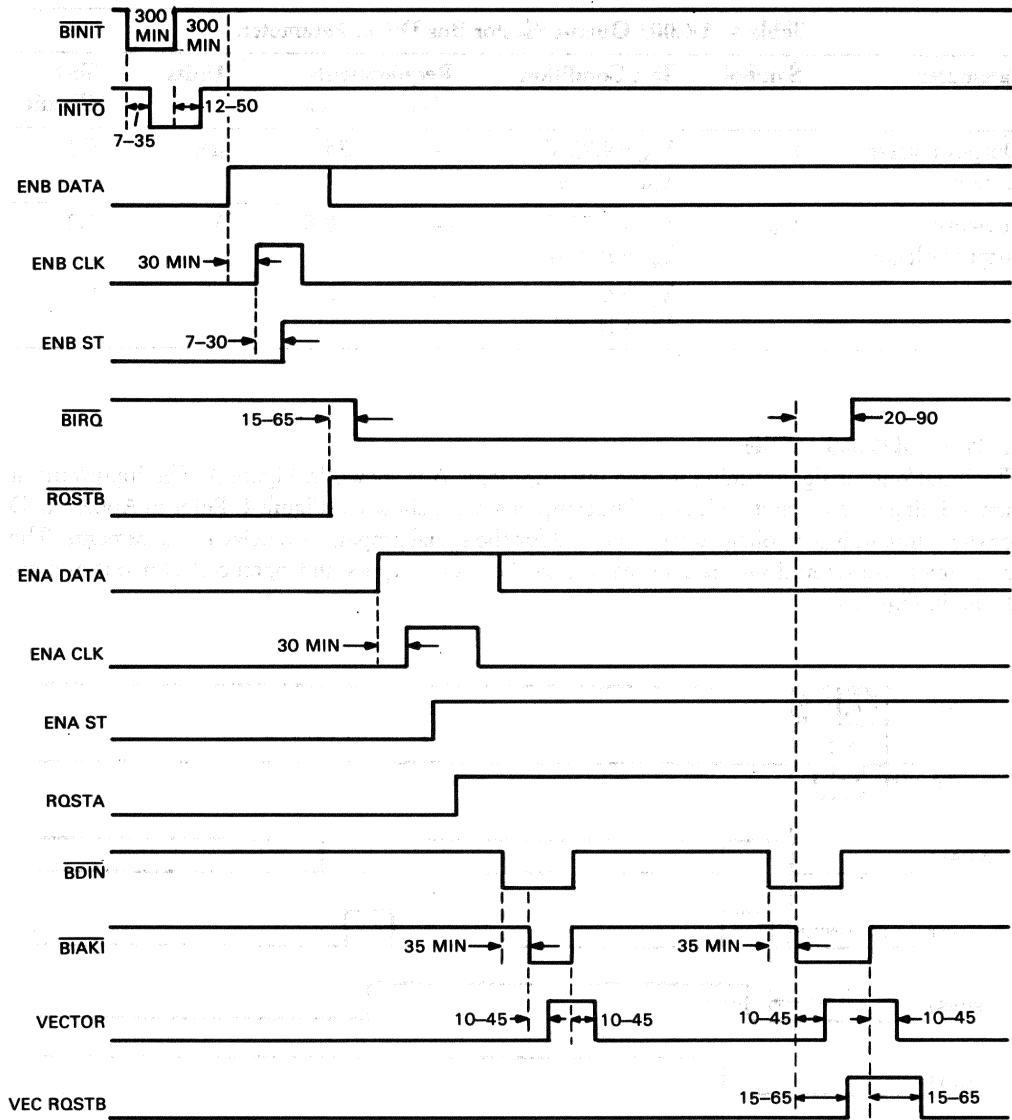 BINIT
300
MIN
300
MIN
INITO
12–50
7–35
ENB DATA
ENB CLK
30 MIN
ENB ST
7–30
BIRQ
15–65
20–90
RQSTB
ENA DATA
ENA CLK
30 MIN
ENA ST
RQSTA
BDIN
BIAKI
35 MIN
35 MIN
VECTOR
10–45
10–45
10–45
10–45
VEC RQSTB
15–65
15–65